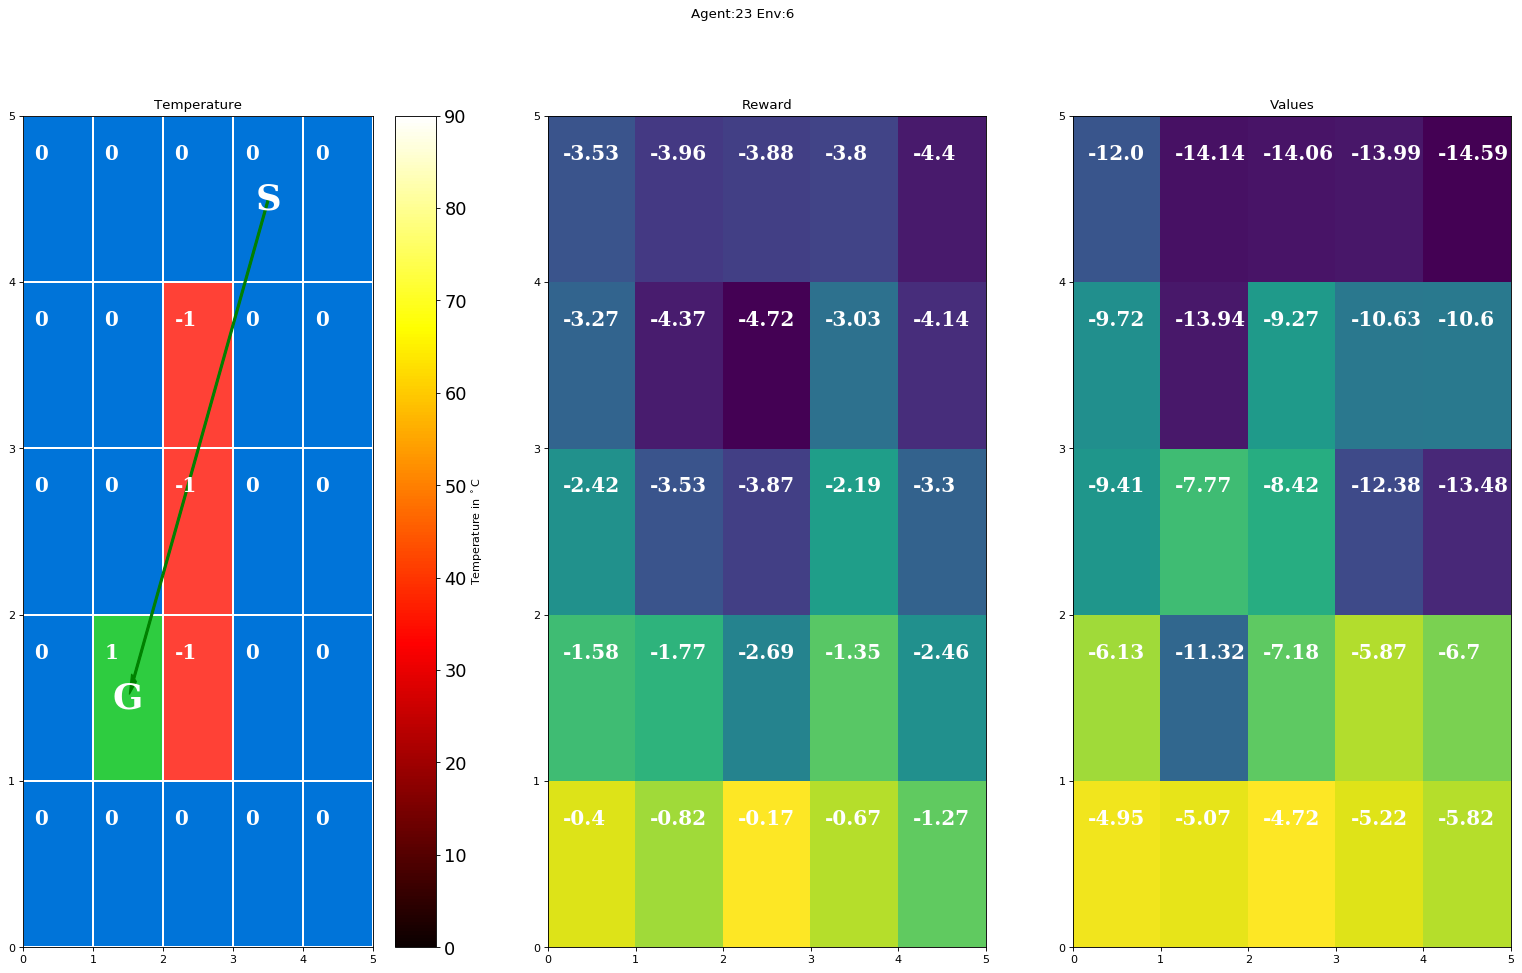 Agent:23 Env:6
Temperature
Reward
Values
5
0
0
0
0
0
S
4
0
0
-1
0
0
3
0
0
-1
0
0
2
0
1
-1
0
0
G
1
0
0
0
0
0
0
0 1 2 3 4 5
90
80
70
60
50
40
30
20
10
0
Temperature in °C
5
-3.53 -3.96 -3.88 -3.8 -4.4
4
-3.27 -4.37 -4.72 -3.03 -4.14
3
-2.42 -3.53 -3.87 -2.19 -3.3
2
-1.58 -1.77 -2.69 -1.35 -2.46
1
-0.4 -0.82 -0.17 -0.67 -1.27
0
0 1 2 3 4 5
5
-12.0 -14.14 -14.06 -13.99 -14.59
4
-9.72 -13.94 -9.27 -10.63 -10.6
3
-9.41 -7.77 -8.42 -12.38 -13.48
2
-6.13 -11.32 -7.18 -5.87 -6.7
1
-4.95 -5.07 -4.72 -5.22 -5.82
0
0 1 2 3 4 5